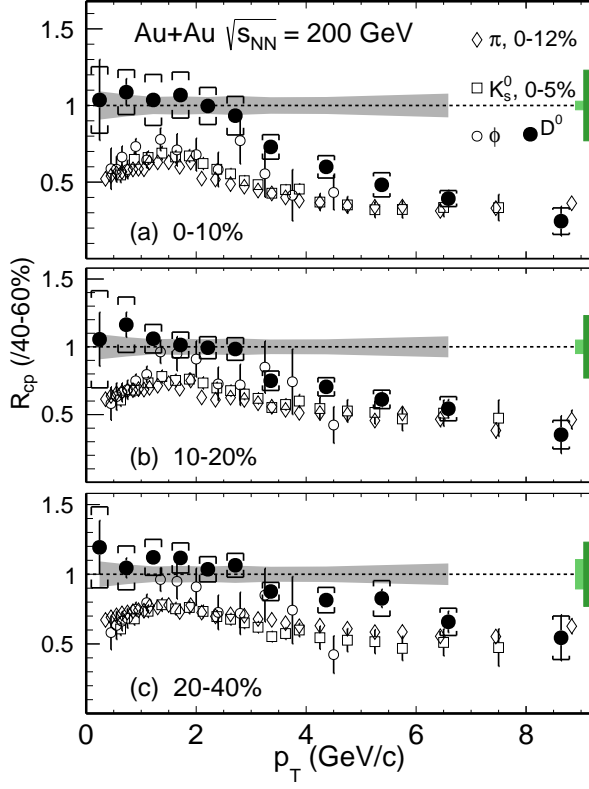 Au+Au √sNN = 200 GeV
π, 0-12%
K0s, 0-5%
ϕ
D0
1.5
1
0.5
(a) 0-10%
1.5
1
0.5
(b) 10-20%
1.5
1
0.5
(c) 20-40%
0 2 4 6 8
pT (GeV/c)
Rcp (/40-60%)